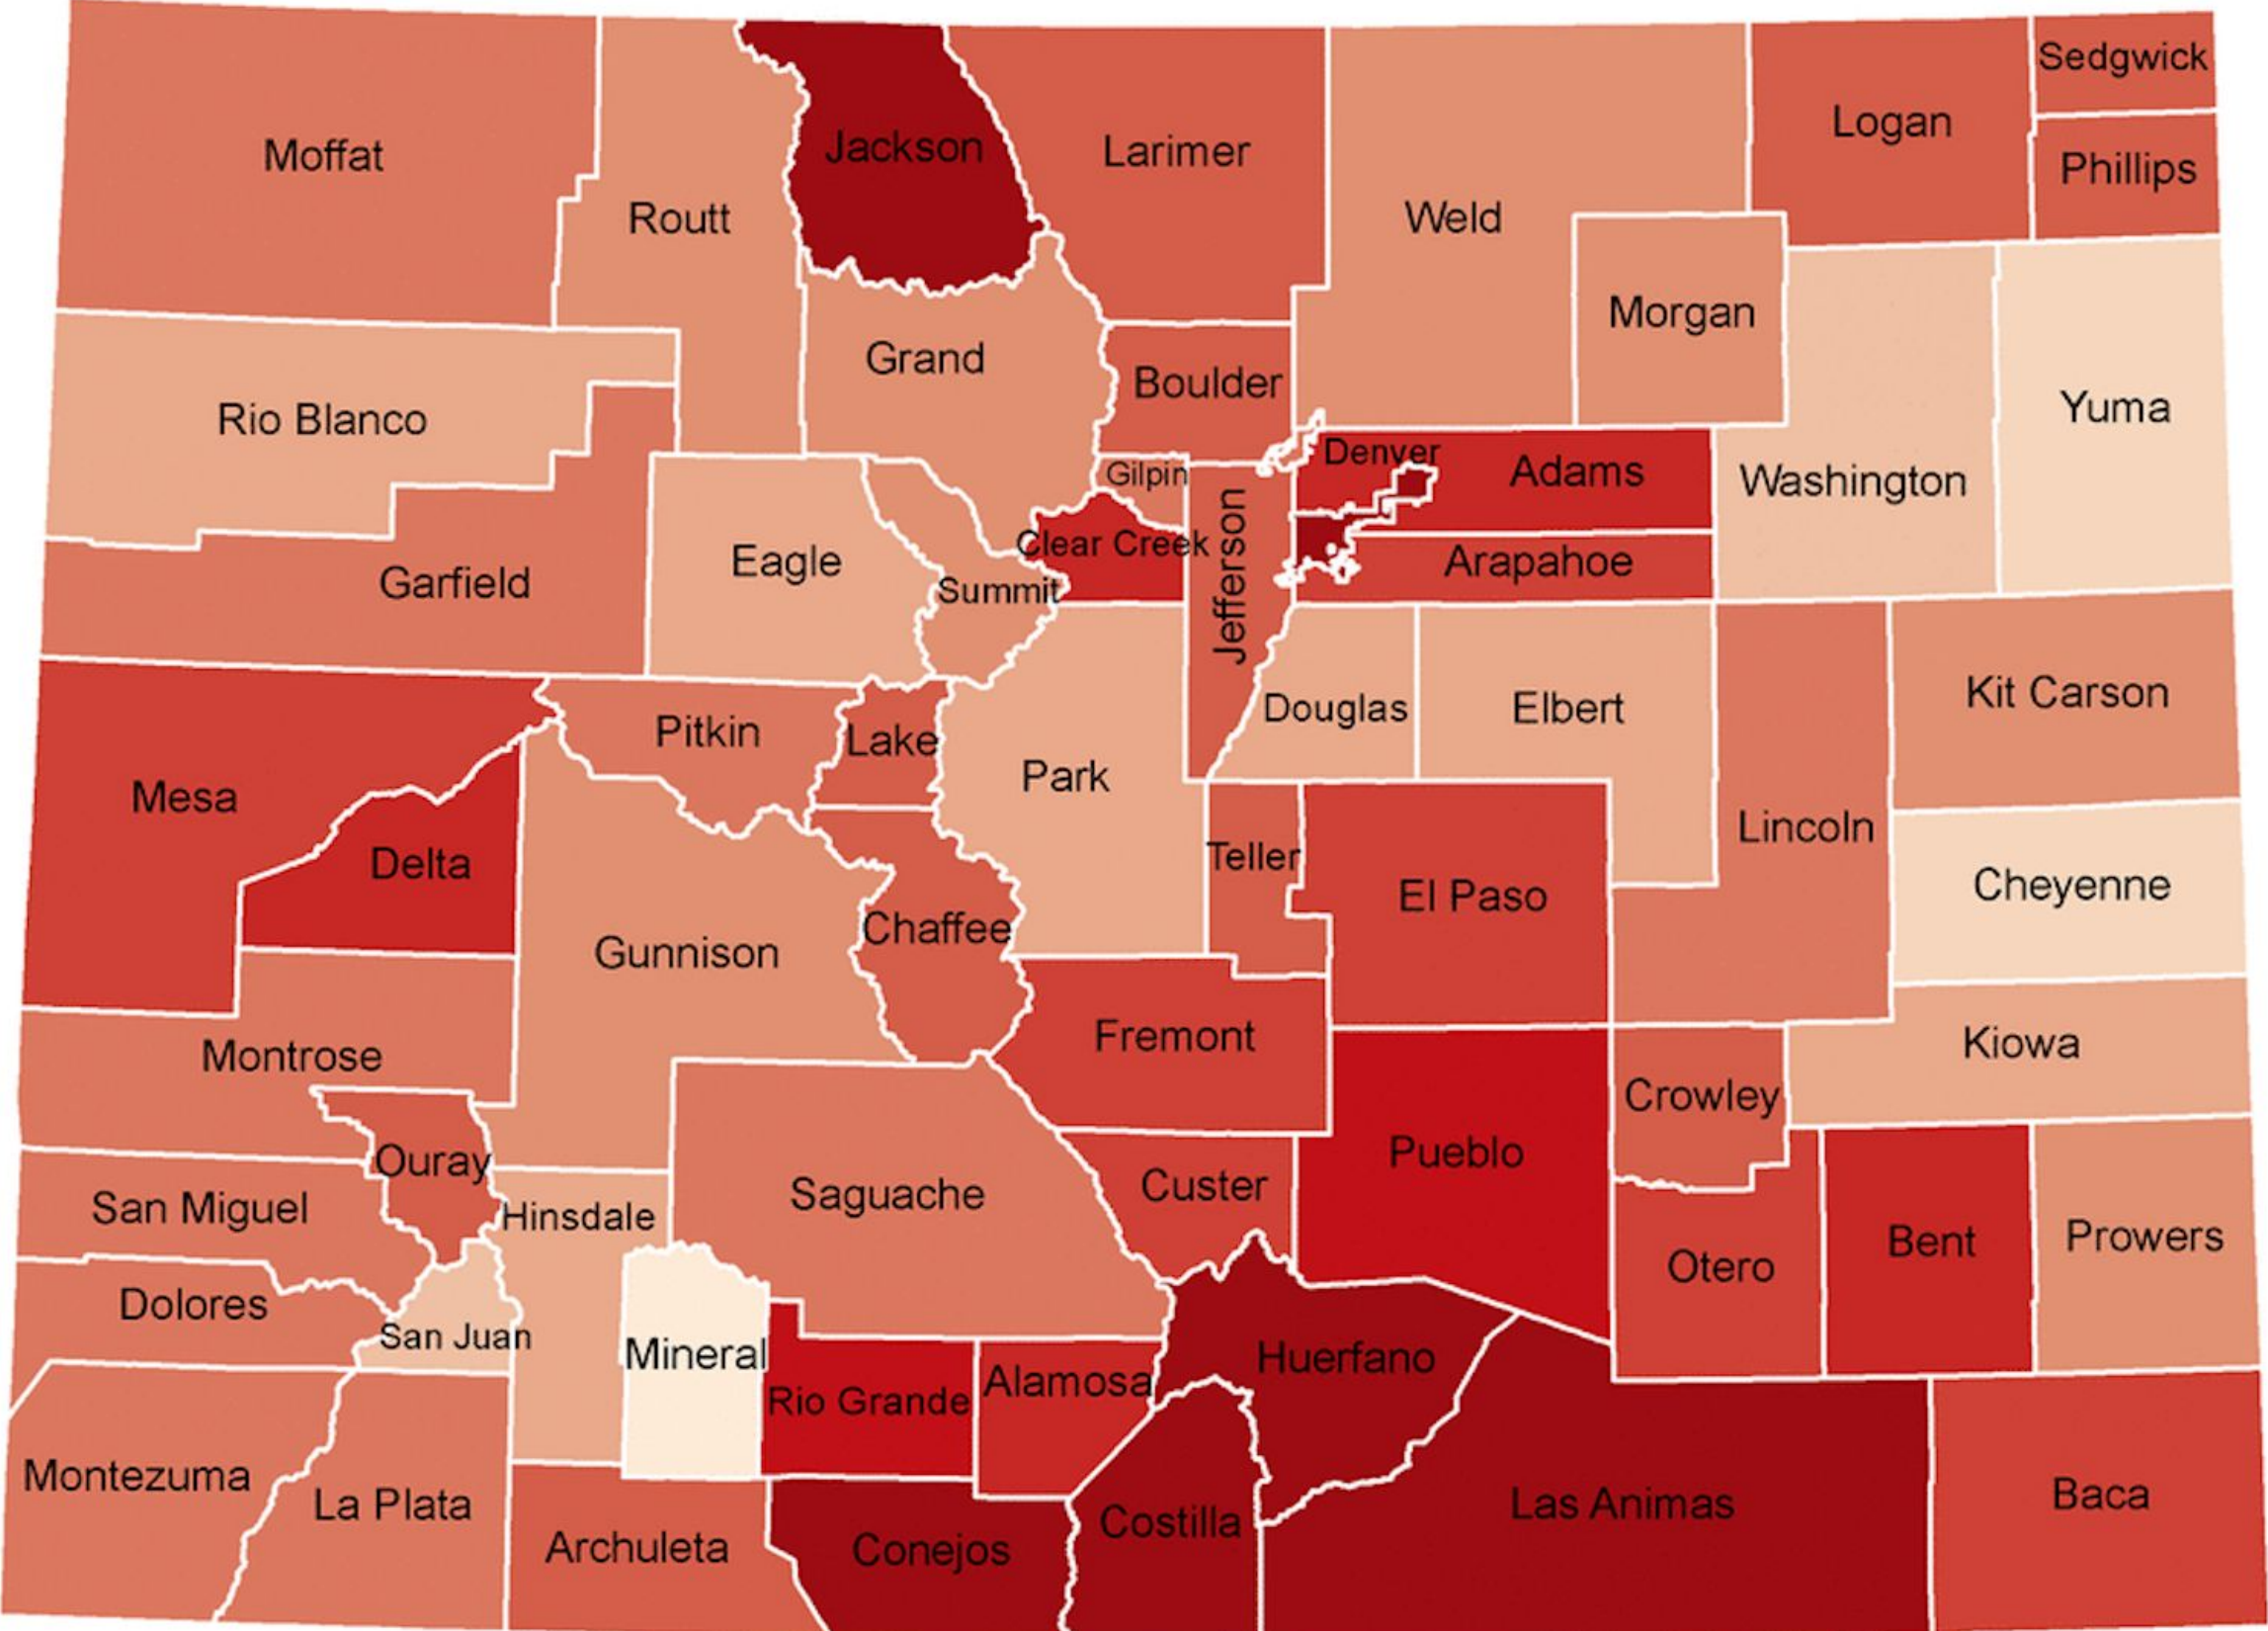 Sedgwick
Logan
Moffat
Jackson
Larimer
Phillips
Routt
Weld
Morgan
Grand
Boulder
Yuma
Rio Blanco
Denver
Gilpin
Adams
Washington
Clear Creek
Eagle
Arapahoe
Garfield
Summit
Jefferson
Kit Carson
Douglas
Elbert
Pitkin
Lake
Park
Mesa
Lincoln
Delta
Teller
Cheyenne
El Paso
Chaffee
Gunnison
Fremont
Kiowa
Montrose
Crowley
Pueblo
Ouray
Custer
Saguache
San Miguel
Hinsdale
Prowers
Bent
Otero
Dolores
San Juan
Mineral
Huerfano
Alamosa
Rio Grande
Montezuma
Baca
La Plata
Las Animas
Costilla
Archuleta
Conejos